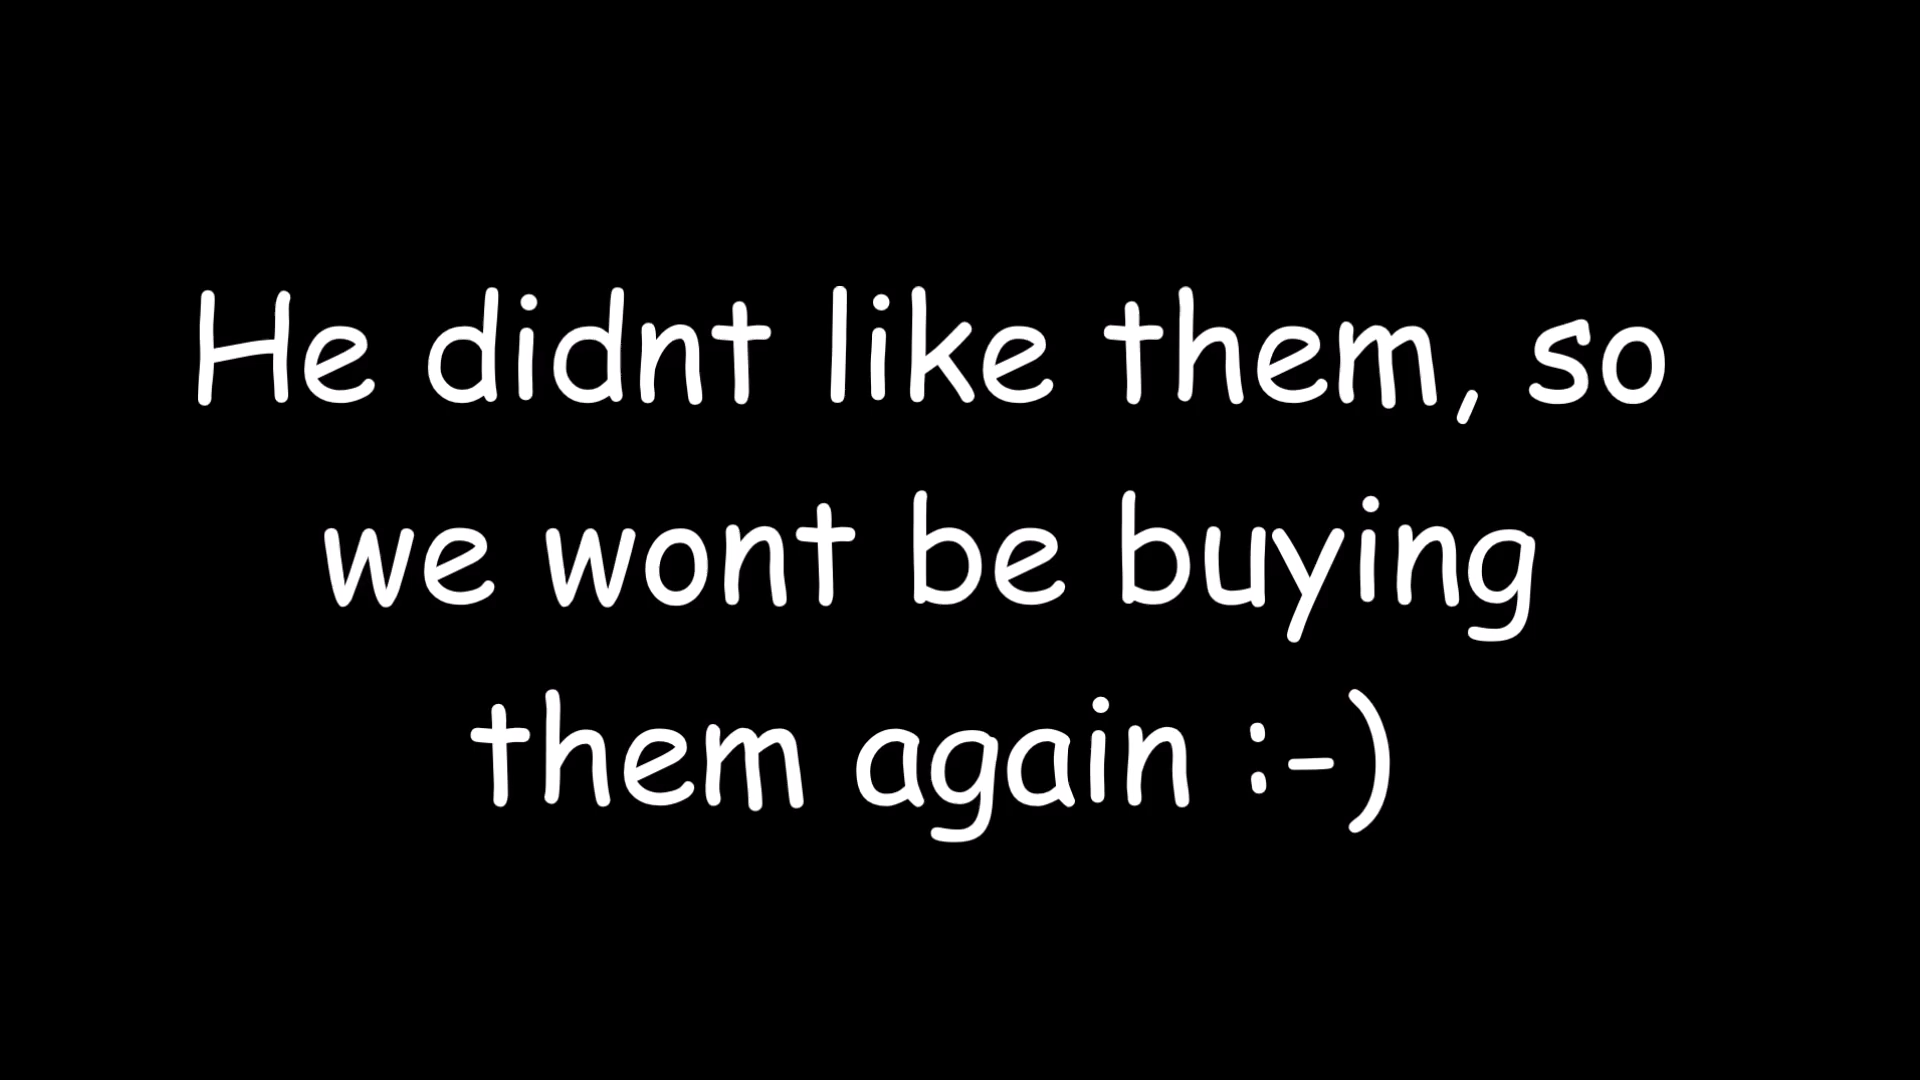 He didnt like them, so
we wont be buying
them again :-)